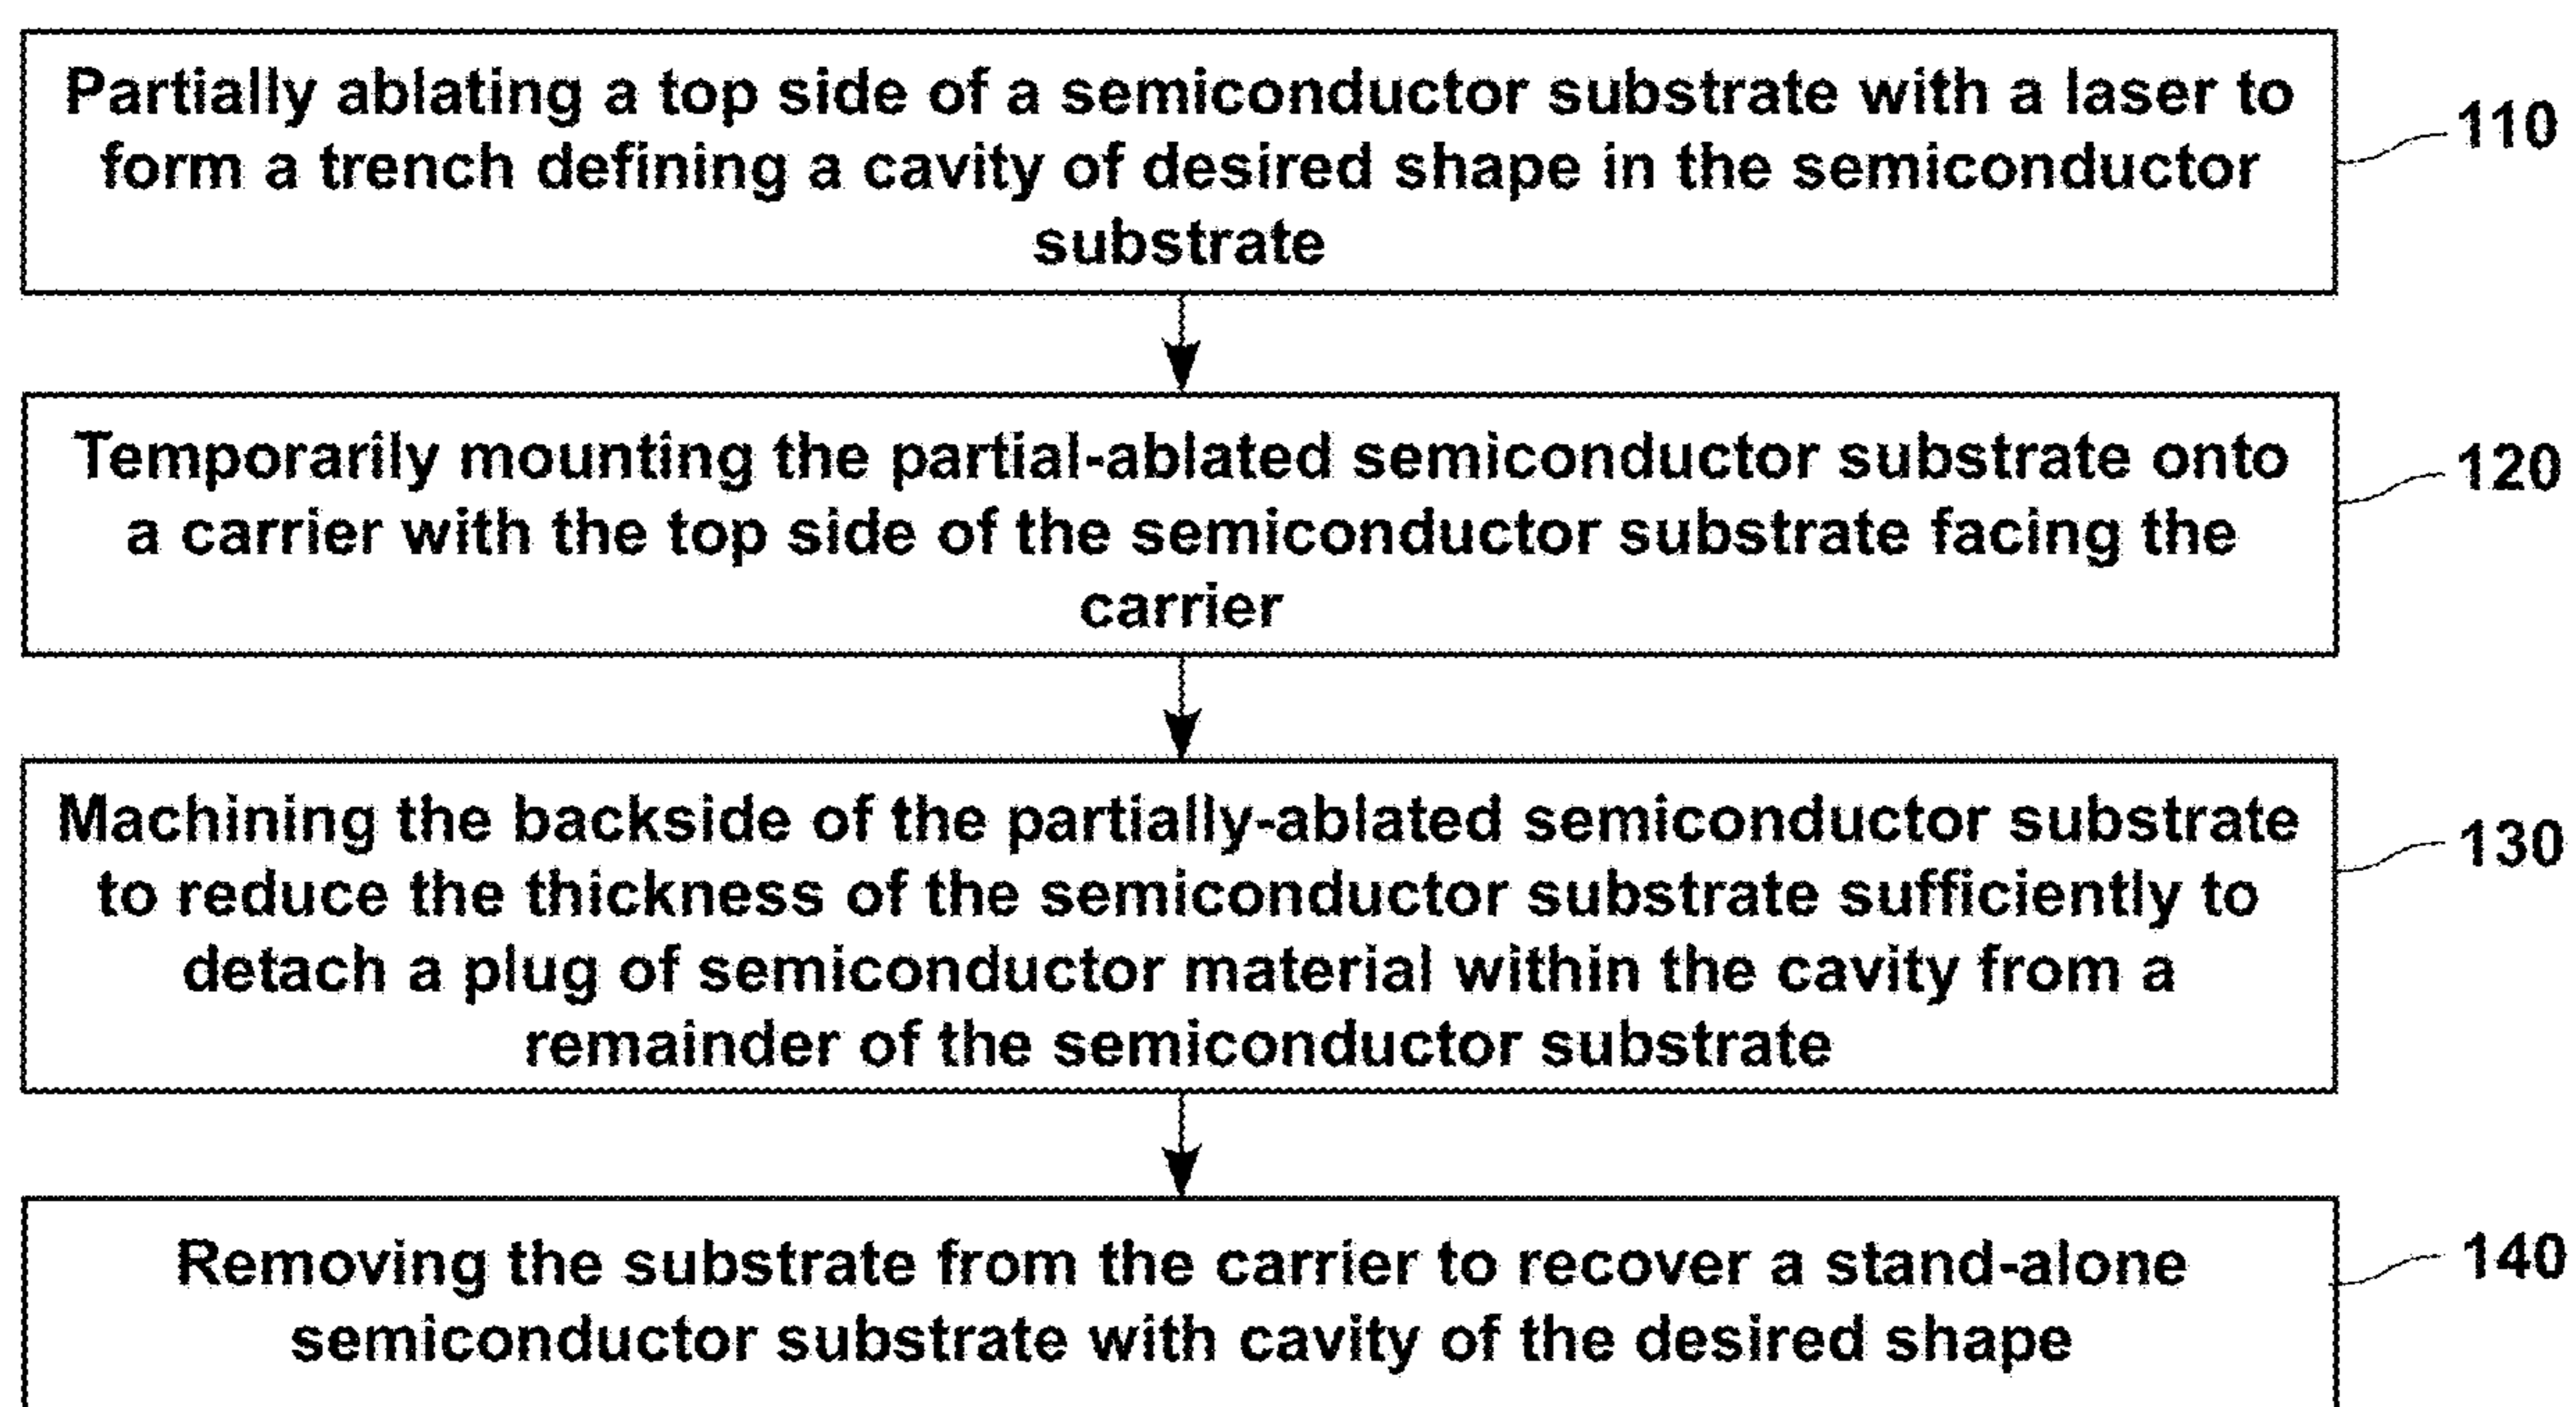 Partially ablating a top side of a semiconductor substrate with a laser to
form a trench defining a cavity of desired shape in the semiconductor
substrate
110
Temporarily mounting the partial-ablated semiconductor substrate onto
a carrier with the top side of the semiconductor substrate facing the
carrier
120
Machining the backside of the partially-ablated semiconductor substrate
to reduce the thickness of the semiconductor substrate sufficiently to
detach a plug of semiconductor material within the cavity from a
remainder of the semiconductor substrate
130
Removing the substrate from the carrier to recover a stand-alone
semiconductor substrate with cavity of the desired shape
140